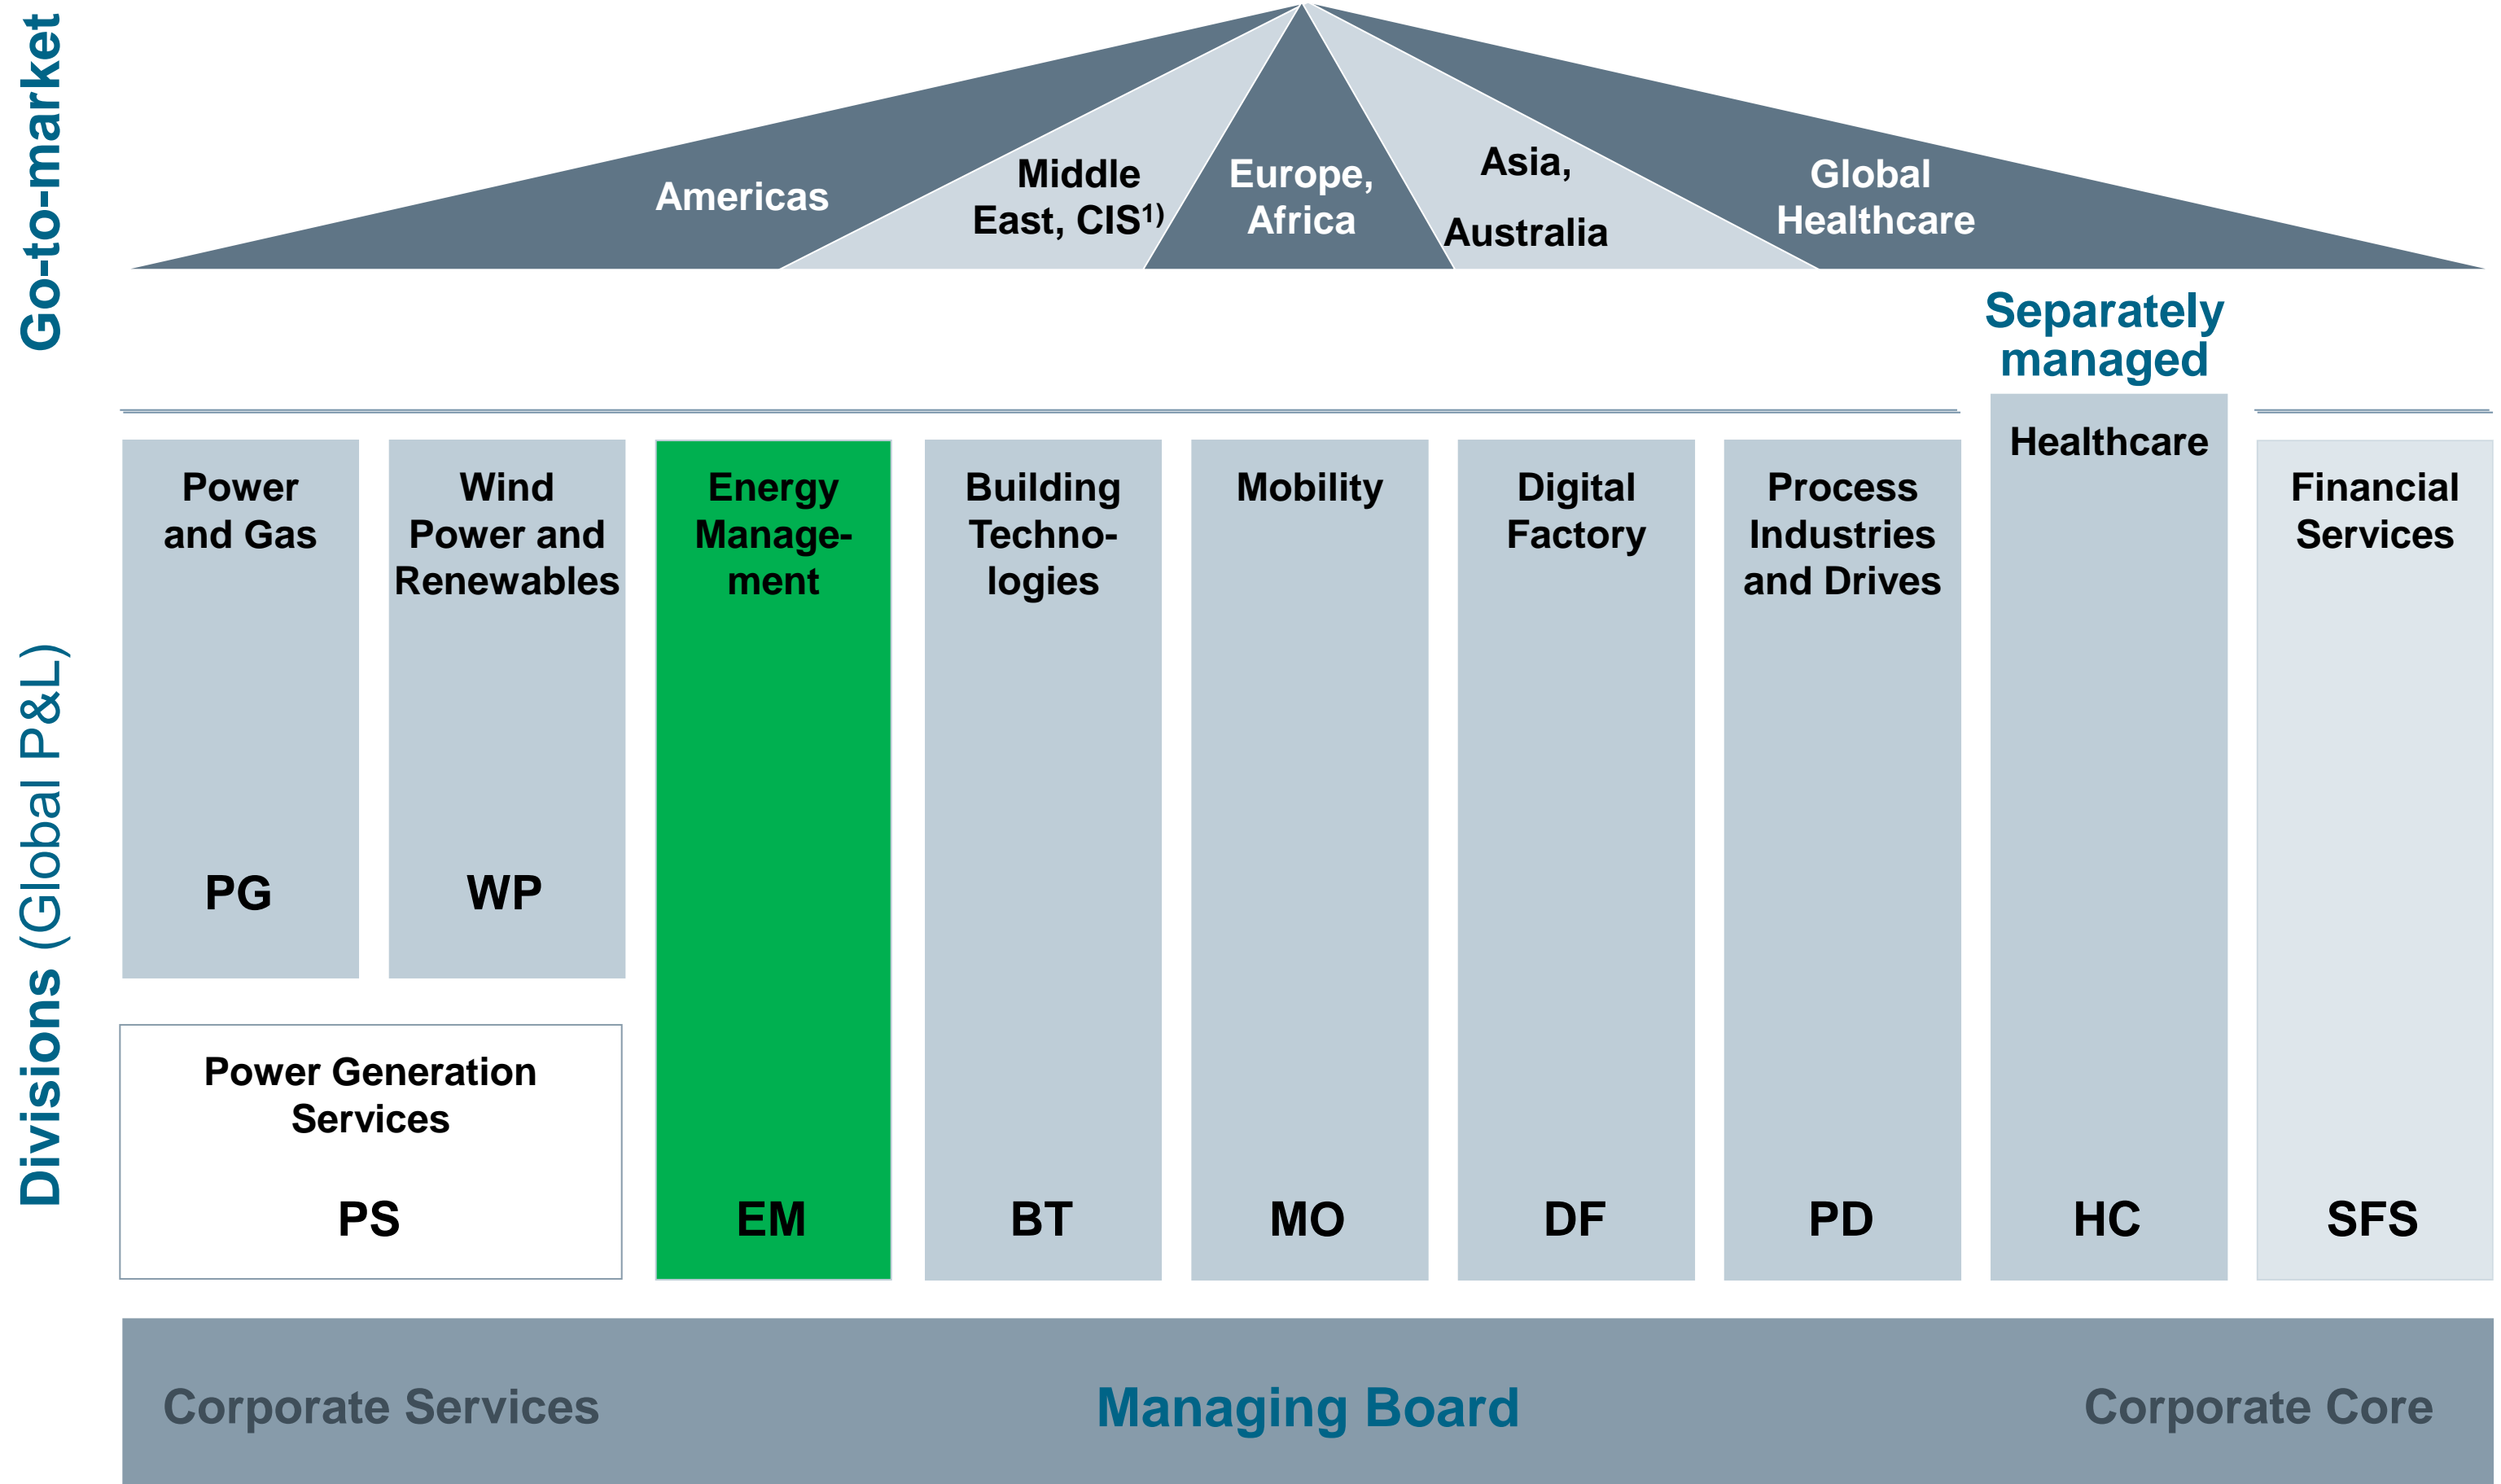 Go-to-market
Americas
Middle
East, CIS1)
Europe,
Africa
Asia,
Australia
Global
Healthcare
Separately
managed
Divisions (Global P&L)
Power
and Gas
PG
Wind
Power and
Renewables
WP
Power Generation
Services
PS
Energy
Manage-
ment
EM
Building
Techno-
logies
BT
Mobility
MO
Digital
Factory
DF
Process
Industries
and Drives
PD
Healthcare
HC
Financial
Services
SFS
Corporate Services
Managing Board
Corporate Core